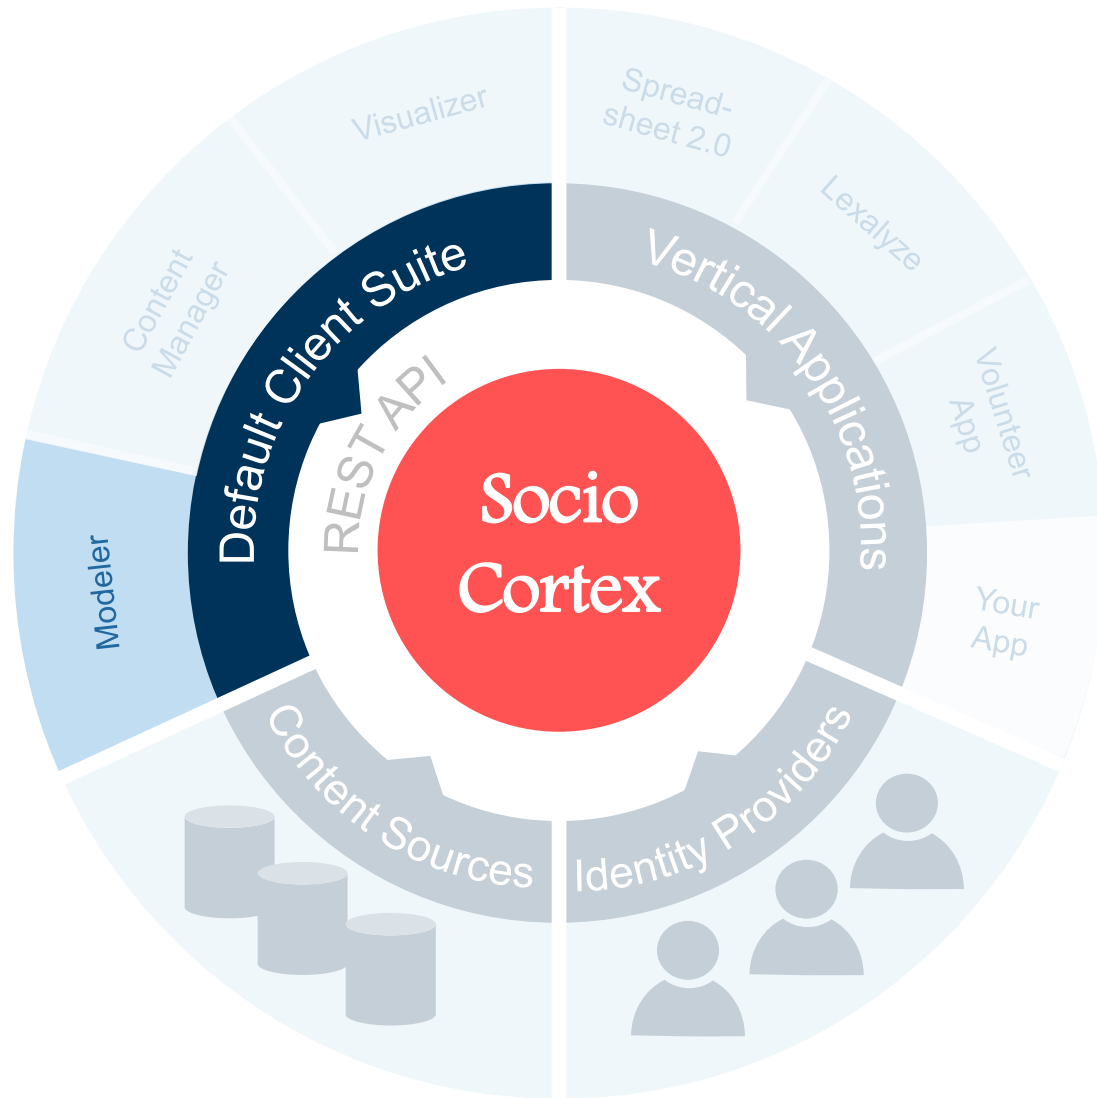 Visualizer
Spread-
sheet 2.0
Content
Manager
Lexalyze
Modeler
Volunteer
App
Your
App
Default Client Suite
Vertical Applications
REST API
Socio
Cortex
Content Sources
Identity Providers